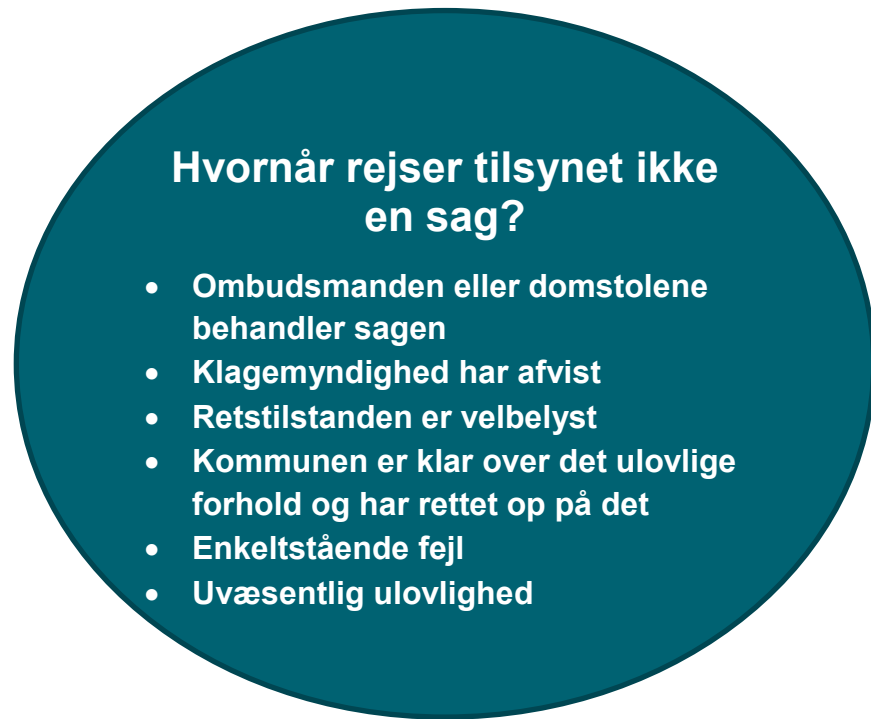 Hvornår rejser tilsynet ikke
en sag?
• Ombudsmanden eller domstolene
behandler sagen
• Klagemyndighed har afvist
• Retstilstanden er velbelyst
• Kommunen er klar over det ulovlige
forhold og har rettet op på det
• Enkeltstående fejl
• Uvæsentlig ulovlighed